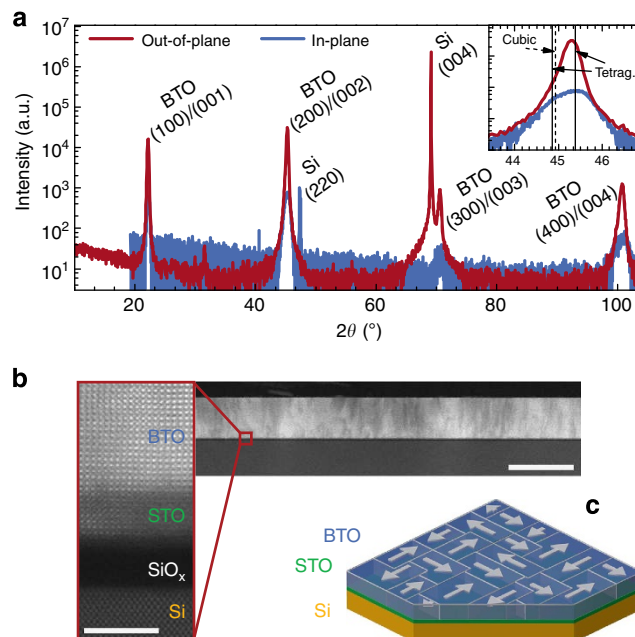 a
Out-of-plane
In-plane
Intensity (a.u.)
10⁷
10⁶
10⁵
10⁴
10³
10²
10¹
BTO
(100)/(001)
BTO
(200)/(002)
Si
(220)
Si
(004)
BTO
(300)/(003)
BTO
(400)/(004)
20
40
60
80
100
2θ (°)
Cubic
Tetrag.
44
45
46
b
BTO
STO
SiOₓ
Si
c
BTO
STO
Si